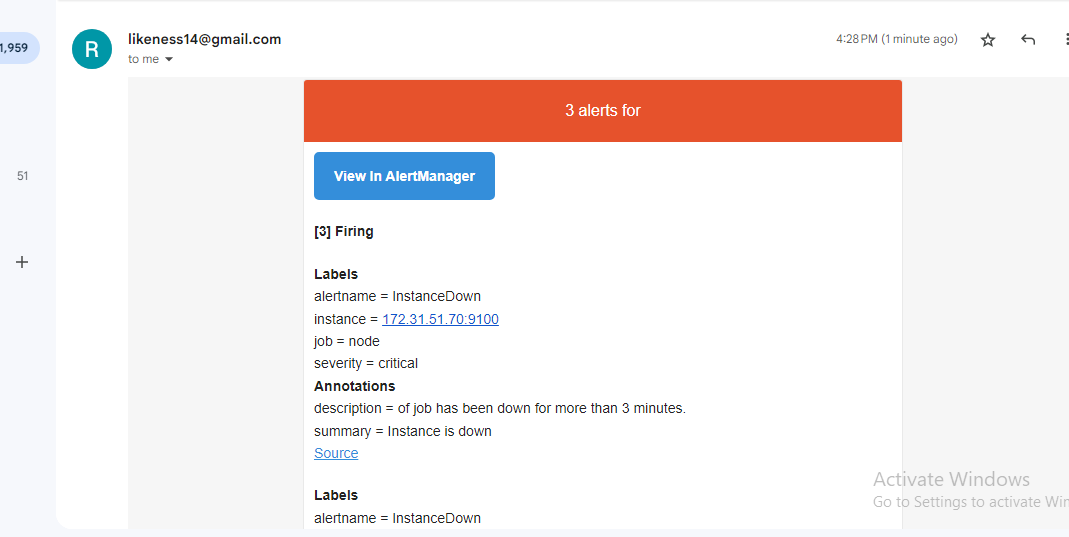 1,959
R
likeness14@gmail.com
4:28 PM (1 minute ago)
to me
3 alerts for
View In AlertManager
51
[3] Firing
Labels
alertname = InstanceDown
instance = 172.31.51.70:9100
job = node
severity = critical
Annotations
description = of job has been down for more than 3 minutes.
summary = Instance is down
Source
Labels
alertname = InstanceDown
Activate Windows
Go to Settings to activate Win